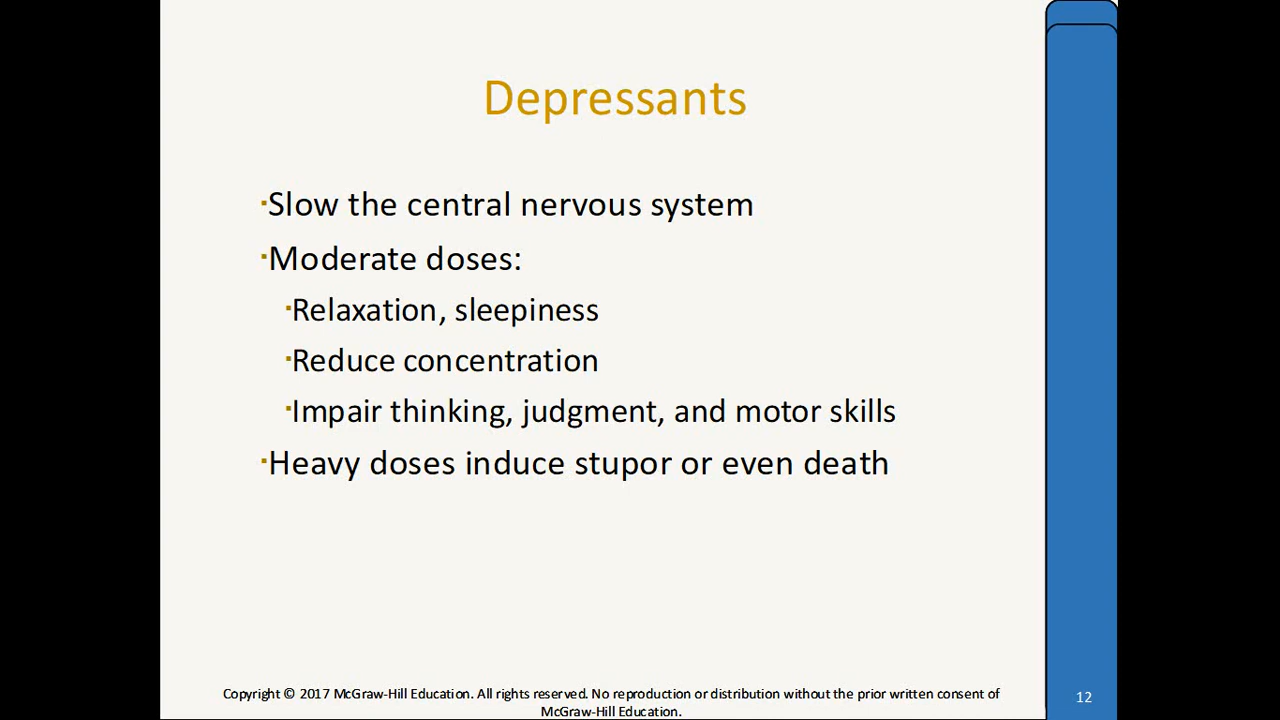 Depressants
▪Slow the central nervous system
▪Moderate doses:
▪Relaxation, sleepiness
▪Reduce concentration
▪Impair thinking, judgment, and motor skills
▪Heavy doses induce stupor or even death
Copyright © 2017 McGraw-Hill Education. All rights reserved. No reproduction or distribution without the prior written consent of
McGraw-Hill Education.
12